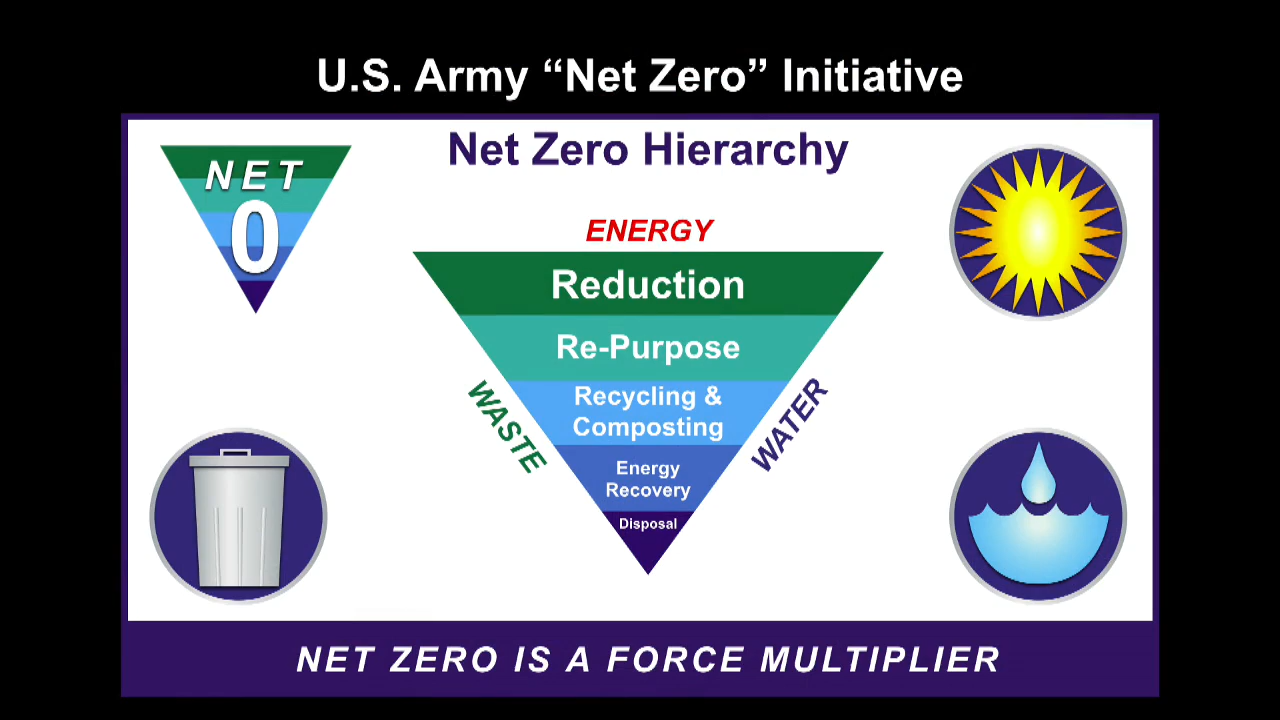 U.S. Army “Net Zero” Initiative
Net Zero Hierarchy
NET
0
ENERGY
Reduction
Re-Purpose
Recycling &
Composting
Energy
Recovery
Disposal
WASTE
WATER
NET ZERO IS A FORCE MULTIPLIER